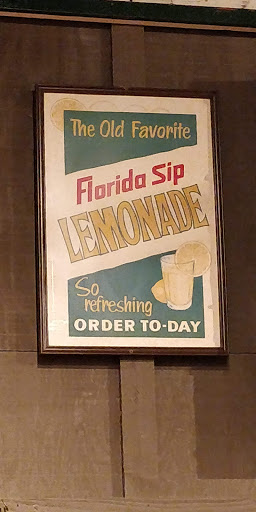 The Old Favorite
Florida Sip
LEMONADE
So
refreshing
ORDER TO-DAY